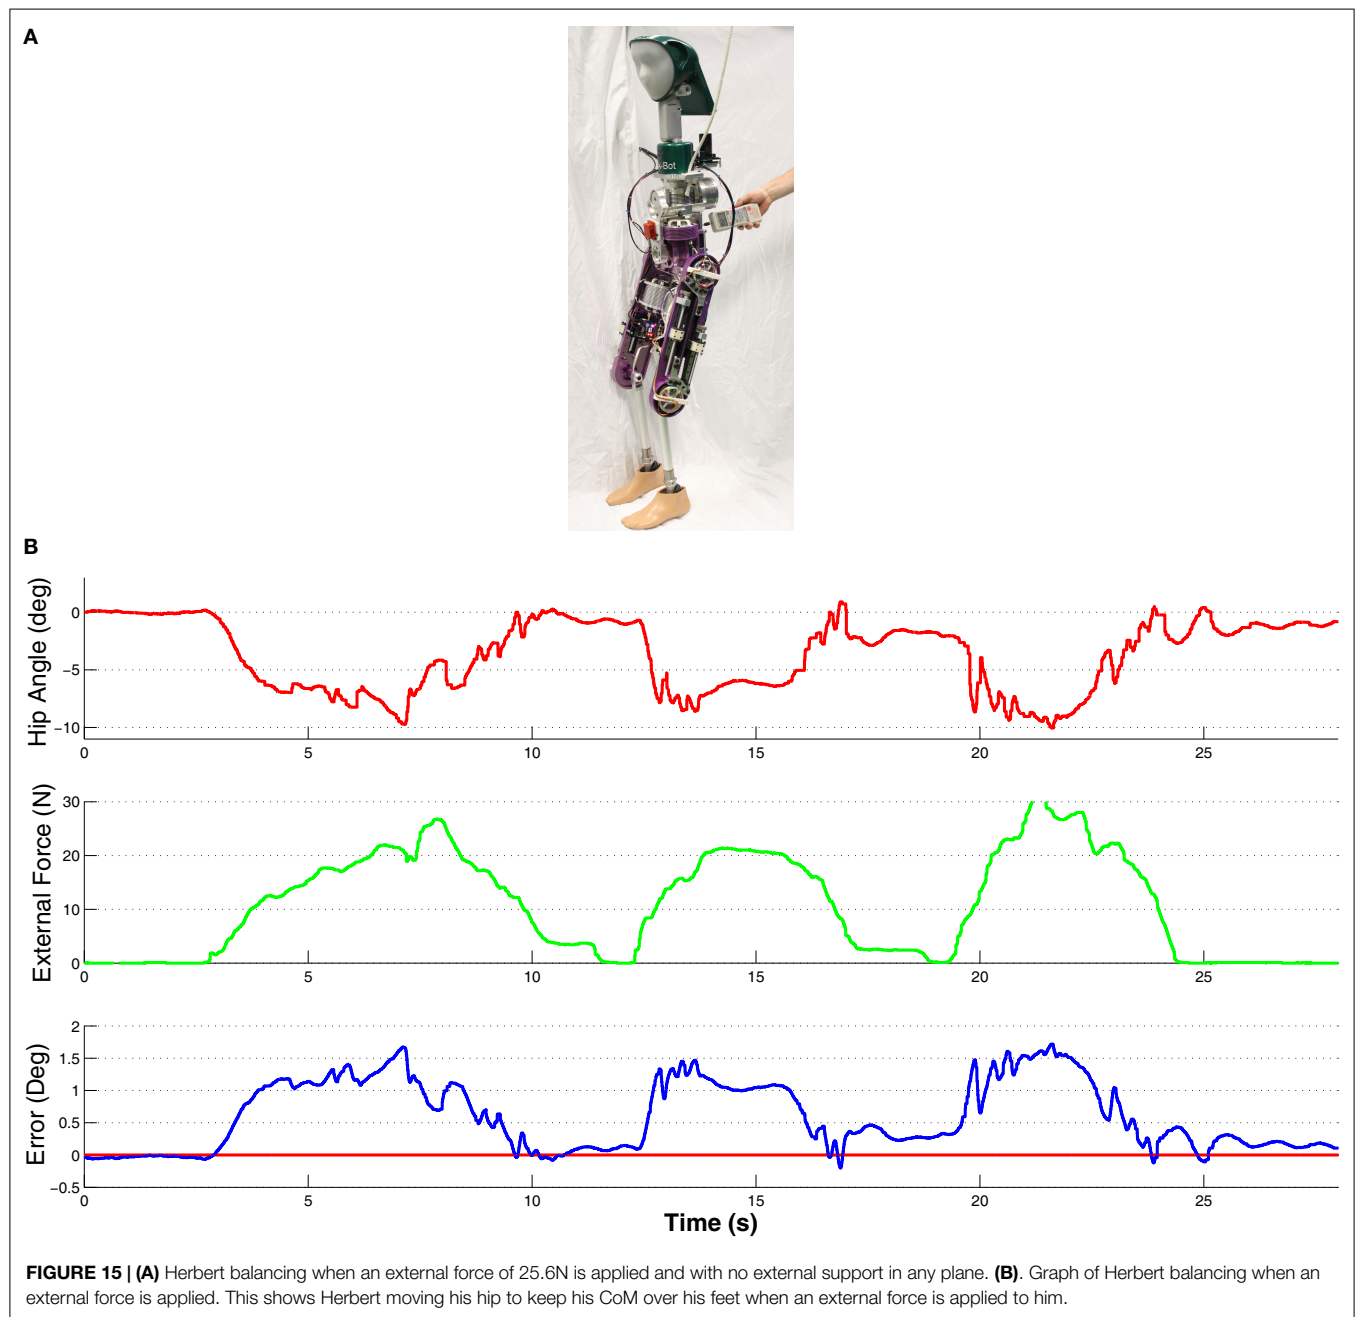 A
-Bot
B
Hip Angle (deg)
0
−5
−10
0 5 10 15 20 25
External Force (N)
30
20
10
0
0 5 10 15 20 25
Error (Deg)
2
1.5
1
0.5
0
−0.5
0 5 10 15 20 25
Time (s)
FIGURE 15 | (A) Herbert balancing when an external force of 25.6N is applied and with no external support in any plane. (B). Graph of Herbert balancing when an
external force is applied. This shows Herbert moving his hip to keep his CoM over his feet when an external force is applied to him.